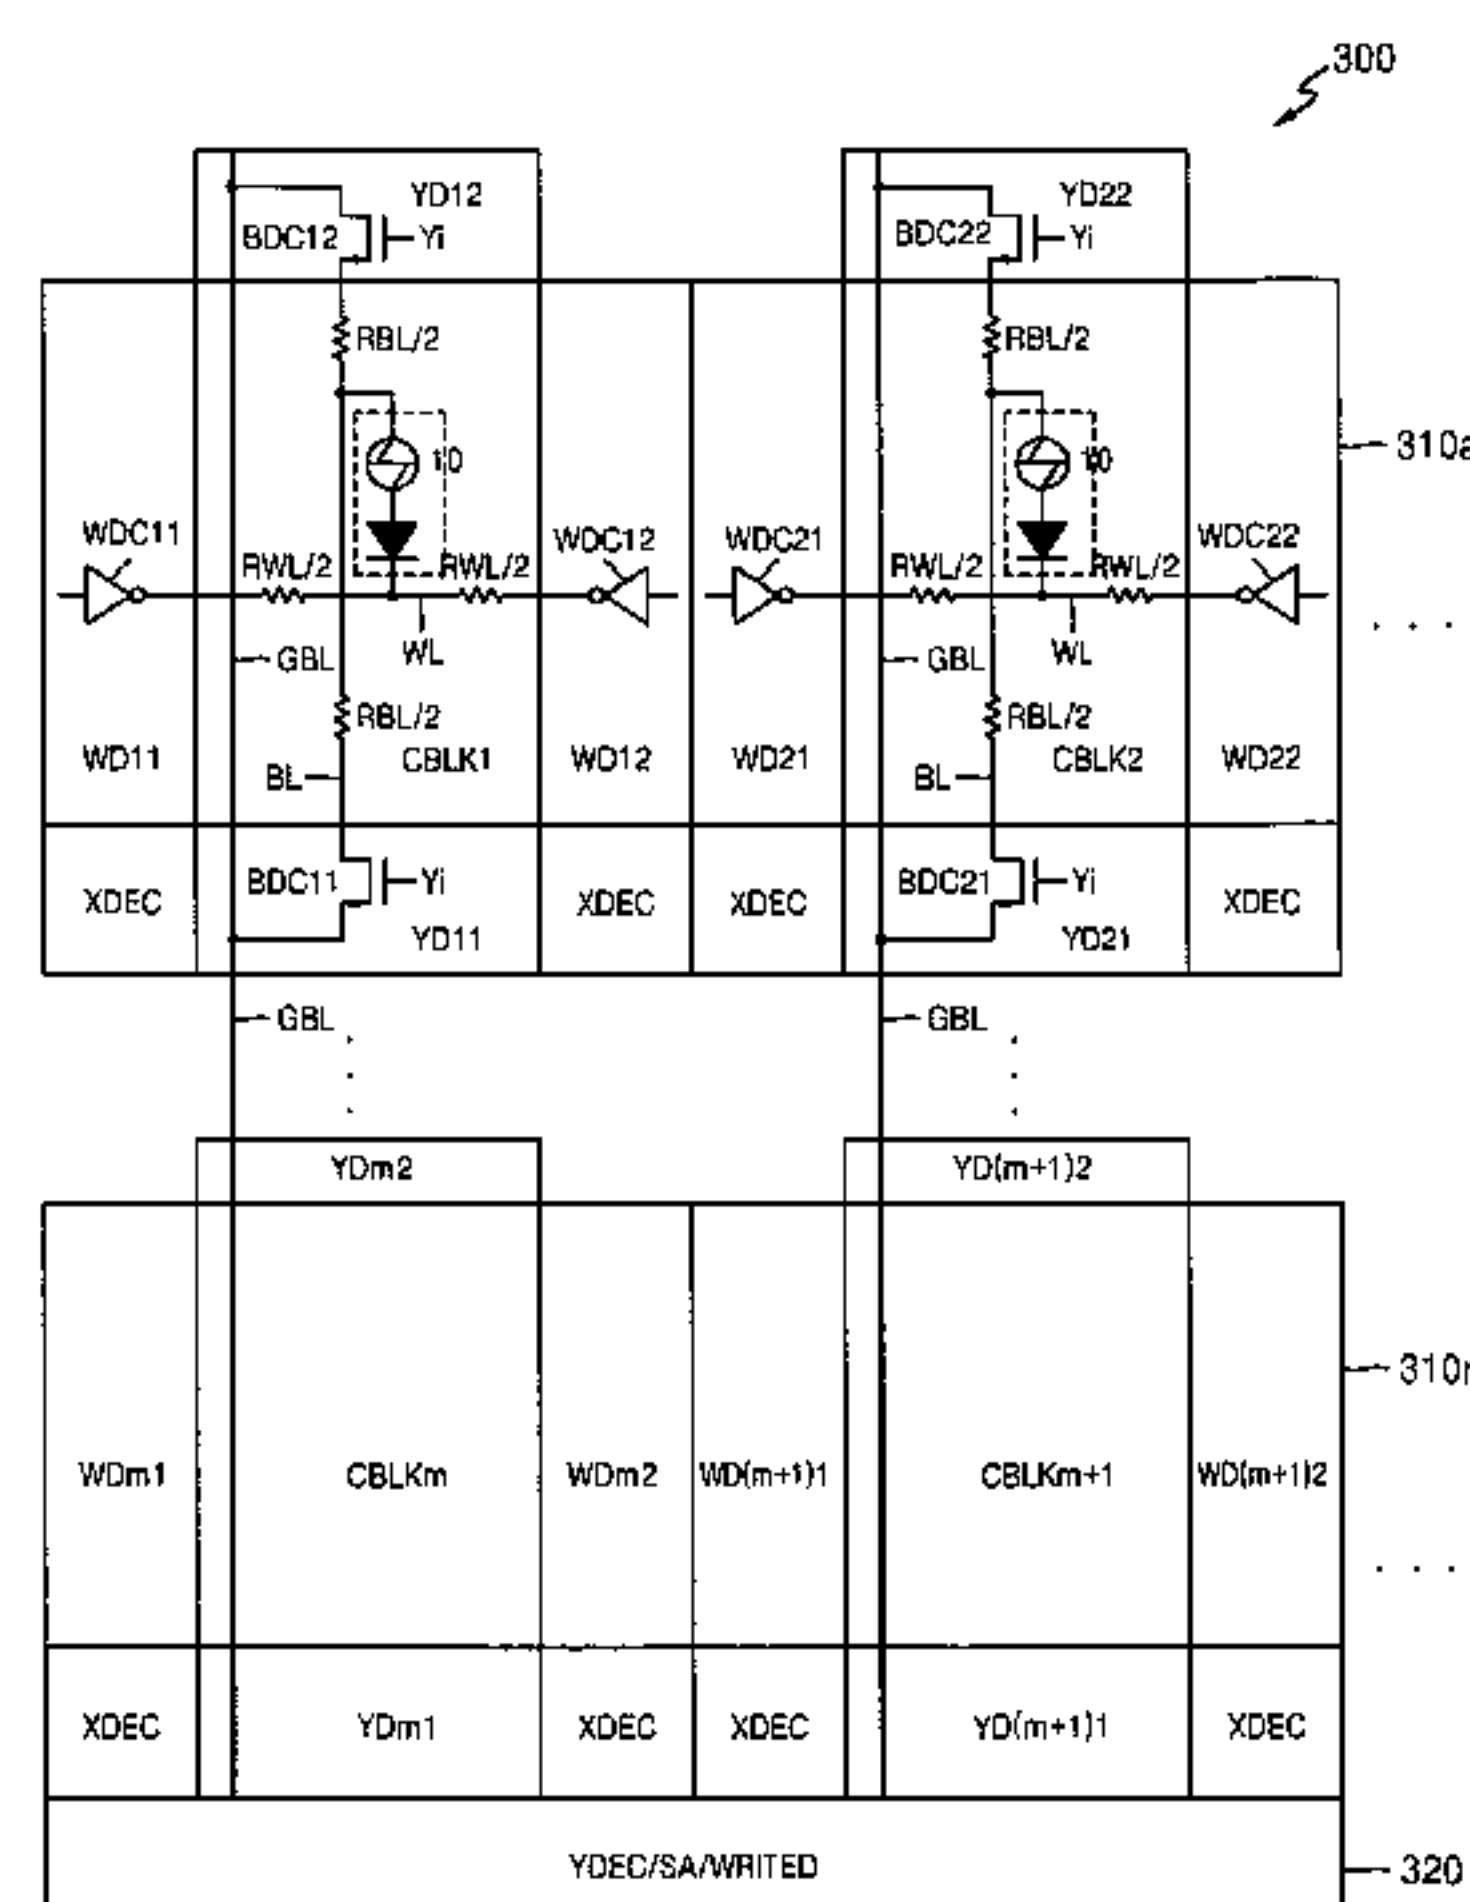 300
YD12 YD22
BDC12 Yi BDC22 Yi
RBL/2 RBL/2
10 10
310a
WDC11 WDC12 WDC21 WDC22
RWL/2 RWL/2 RWL/2 RWL/2
GBL WL GBL WL
RBL/2 RBL/2
WD11 BL CBLK1 WD12 WD21 BL CBLK2 WD22
XDEC BDC11 Yi XDEC XDEC BDC21 Yi XDEC
YD11 YD21
GBL GBL
YDm2 YD(m+1)2
WDm1 CBLKm WDm2 WD(m+1)1 CBLKm+1 WD(m+1)2
XDEC YDm1 XDEC XDEC YD(m+1)1 XDEC
YDEC/SA/WRITED 320